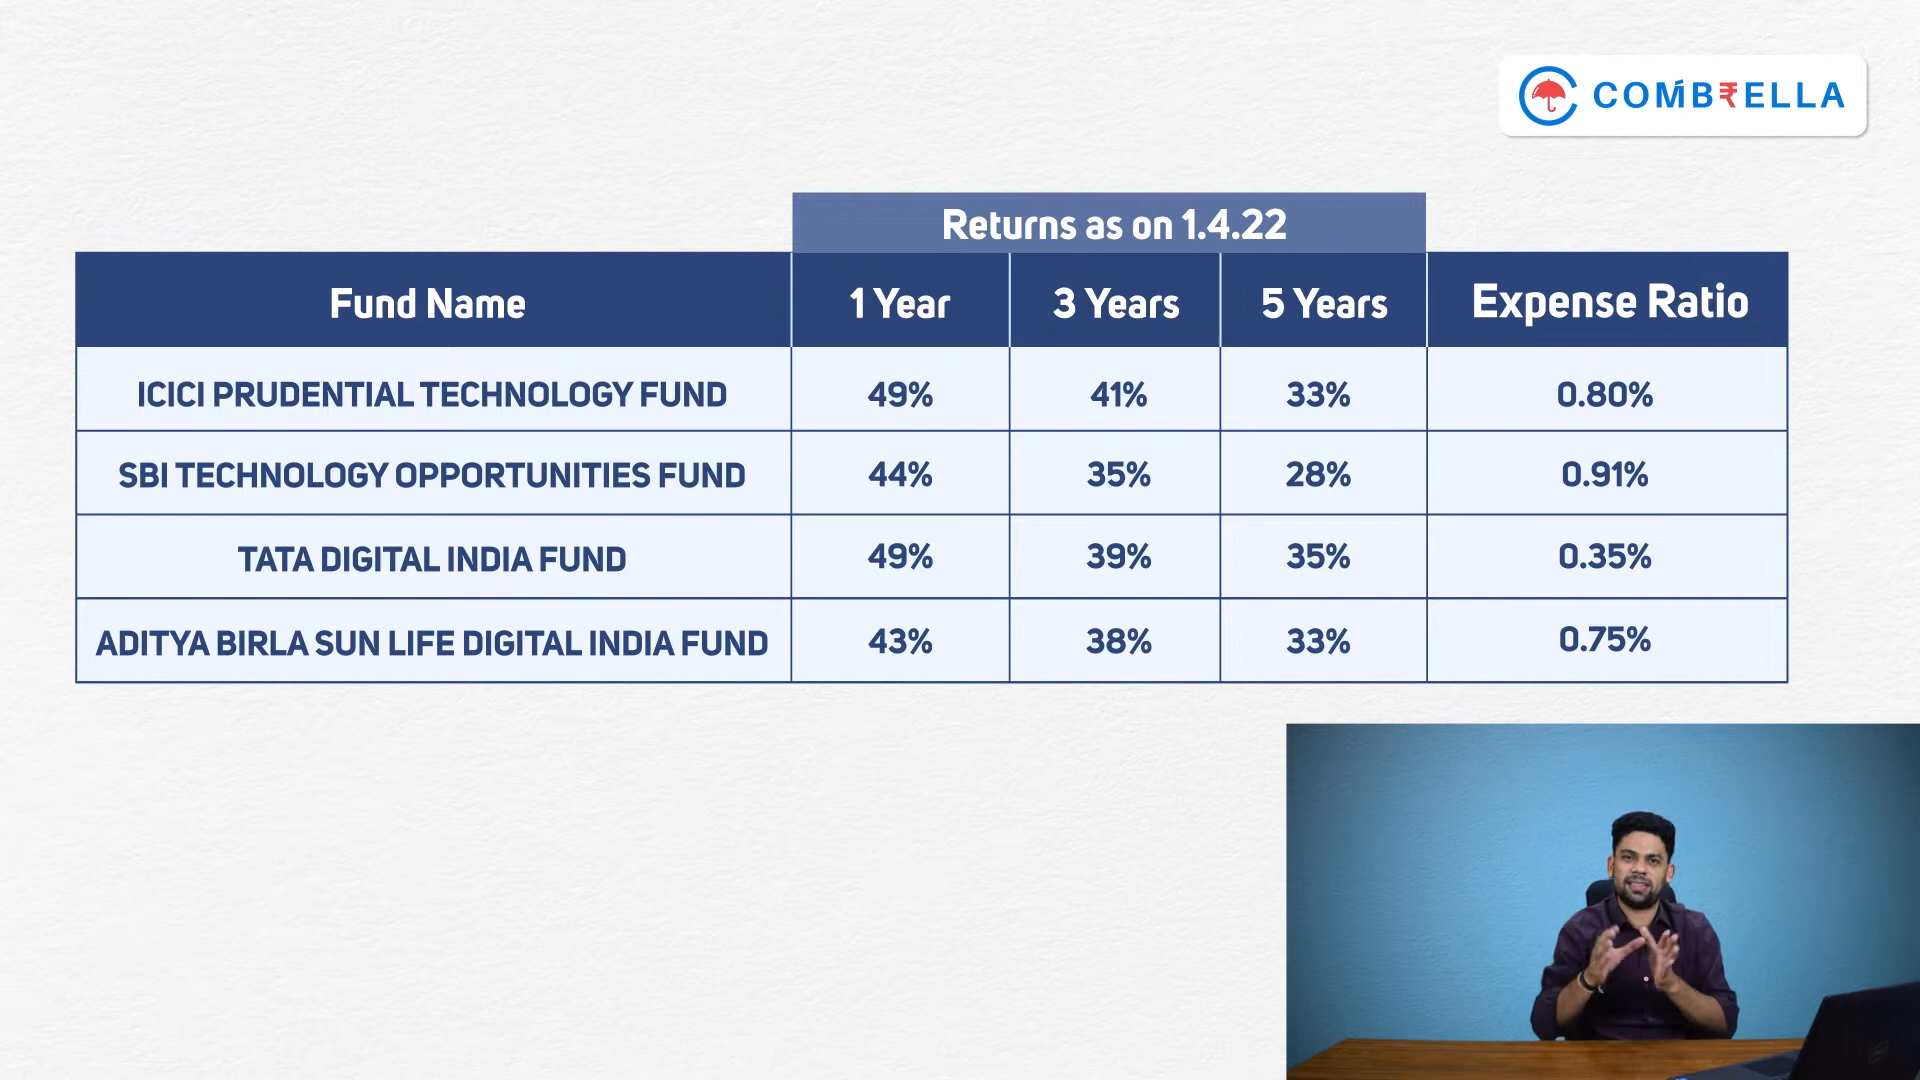 COMBRELLA
Returns as on 1.4.22
Fund Name 1 Year 3 Years 5 Years Expense Ratio
ICICI PRUDENTIAL TECHNOLOGY FUND 49% 41% 33% 0.80%
SBI TECHNOLOGY OPPORTUNITIES FUND 44% 35% 28% 0.91%
TATA DIGITAL INDIA FUND 49% 39% 35% 0.35%
ADITYA BIRLA SUN LIFE DIGITAL INDIA FUND 43% 38% 33% 0.75%